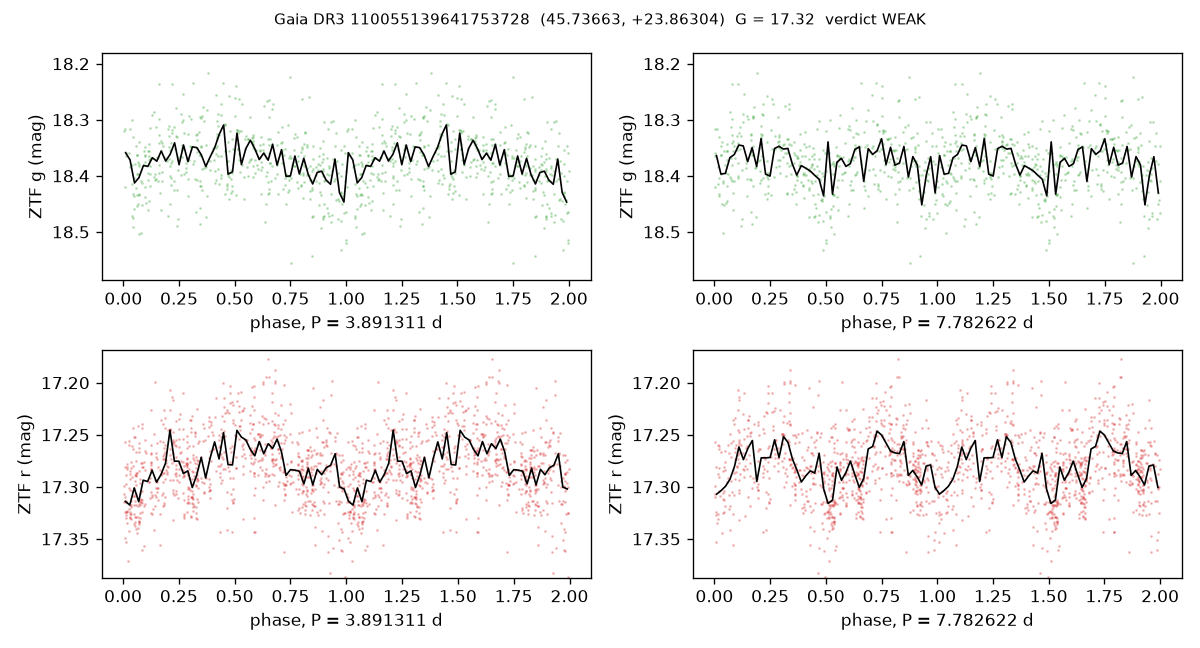 Gaia DR3 110055139641753728  (45.73663, +23.86304)  G = 17.32  verdict WEAK
18.2
18.3
18.4
18.5
ZTF g (mag)
0.00 0.25 0.50 0.75 1.00 1.25 1.50 1.75 2.00
phase, P = 3.891311 d
18.2
18.3
18.4
18.5
ZTF g (mag)
0.00 0.25 0.50 0.75 1.00 1.25 1.50 1.75 2.00
phase, P = 7.782622 d
17.20
17.25
17.30
17.35
ZTF r (mag)
0.00 0.25 0.50 0.75 1.00 1.25 1.50 1.75 2.00
phase, P = 3.891311 d
17.20
17.25
17.30
17.35
ZTF r (mag)
0.00 0.25 0.50 0.75 1.00 1.25 1.50 1.75 2.00
phase, P = 7.782622 d